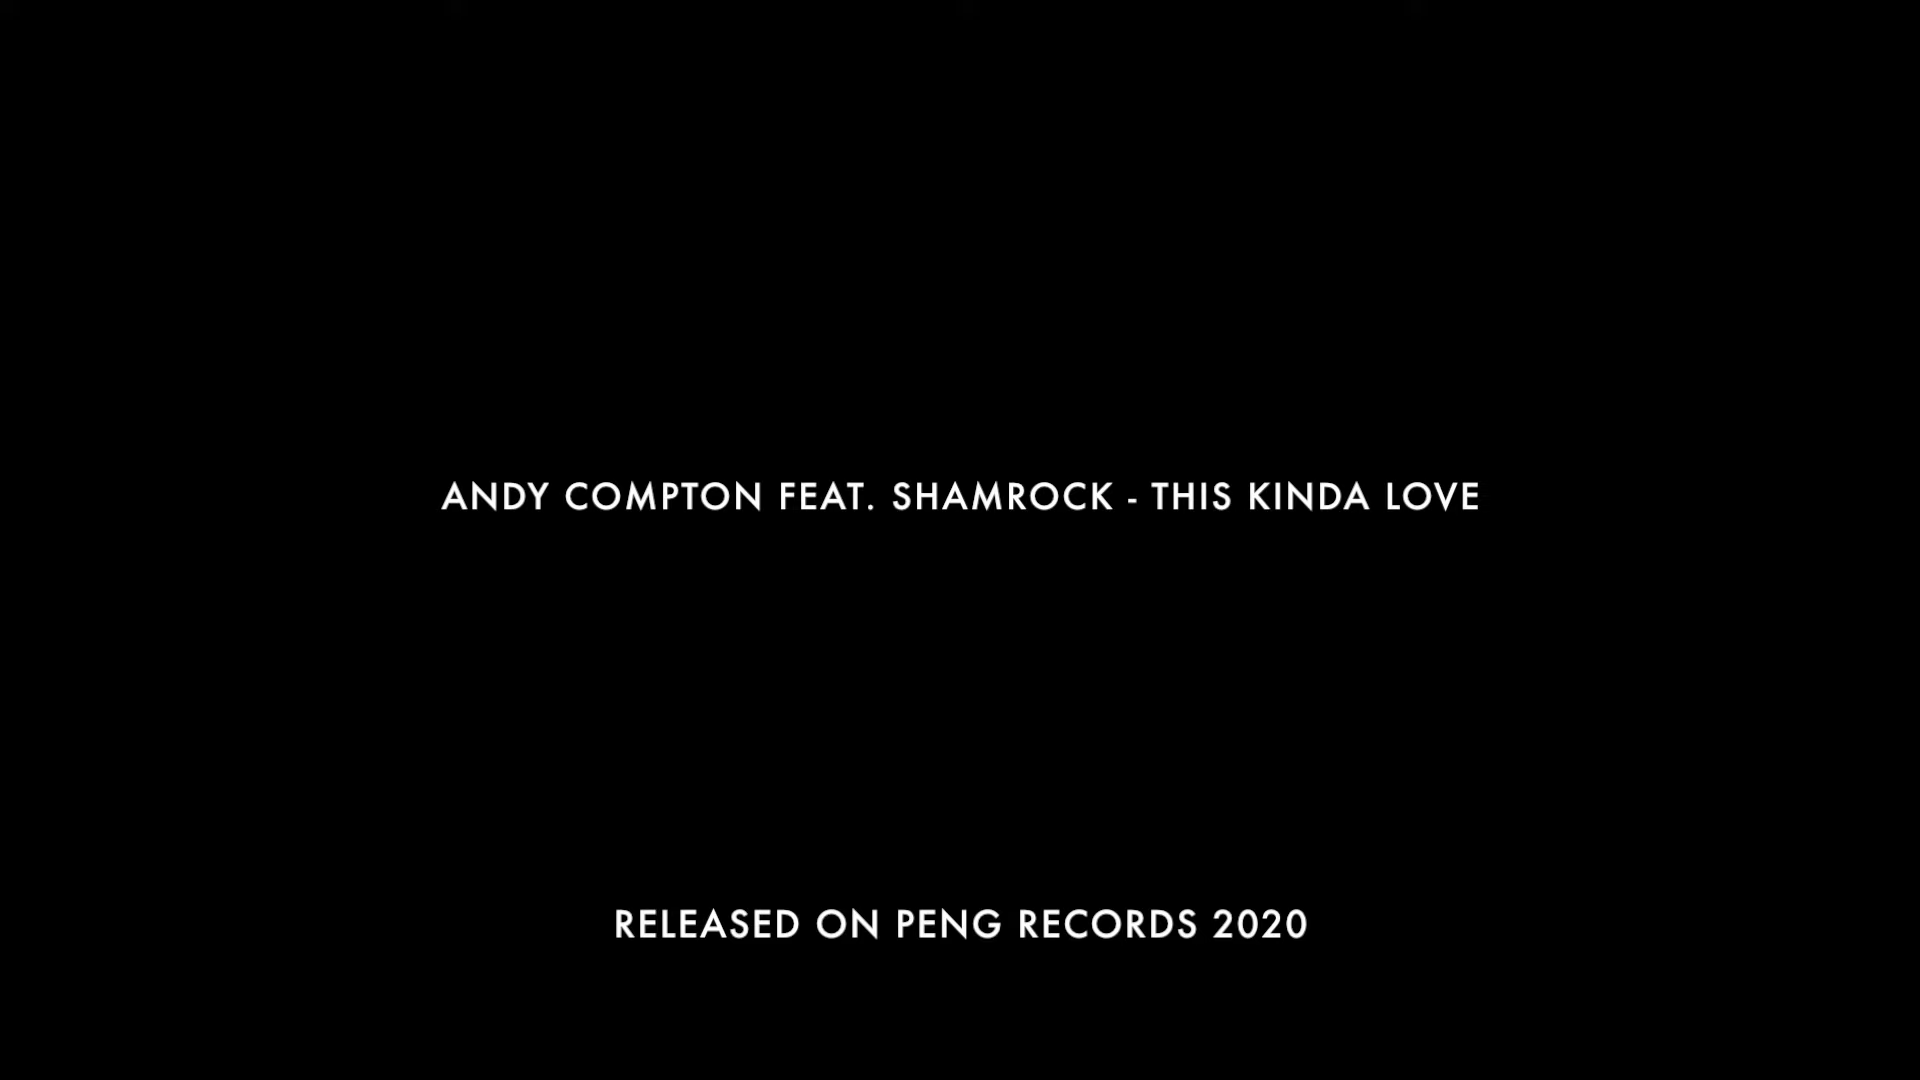 ANDY COMPTON FEAT. SHAMROCK - THIS KINDA LOVE
RELEASED ON PENG RECORDS 2020